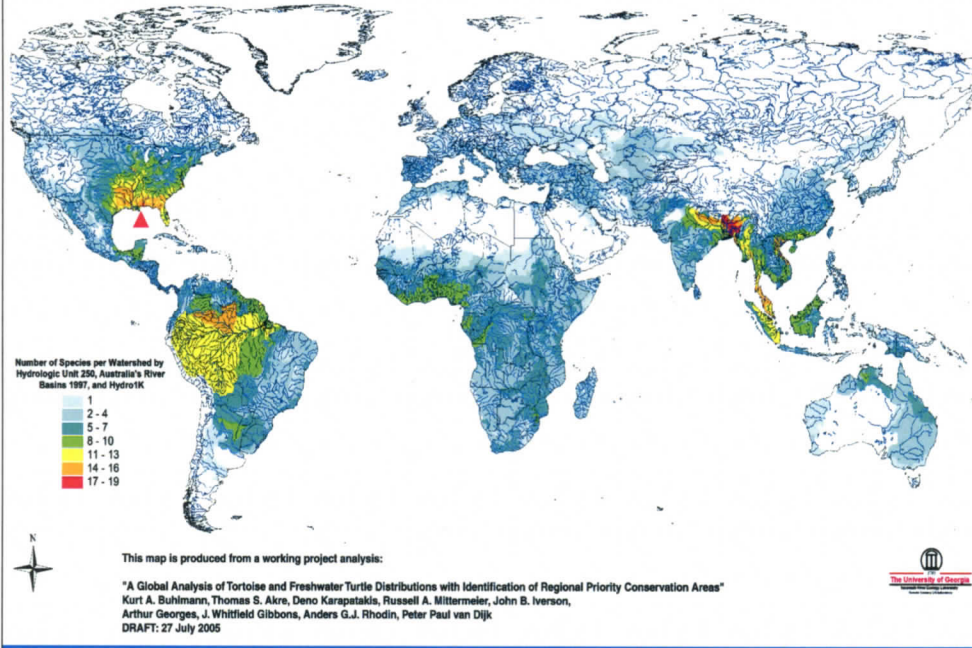 Number of Species per Watershed by
Hydrologic Unit 250, Australia's River
Basins 1997, and Hydro1K
1
2 - 4
5 - 7
8 - 10
11 - 13
14 - 16
17 - 19
N
This map is produced from a working project analysis:
"A Global Analysis of Tortoise and Freshwater Turtle Distributions with Identification of Regional Priority Conservation Areas"
Kurt A. Buhlmann, Thomas S. Akre, Deno Karapatakis, Russell A. Mittermeier, John B. Iverson,
Arthur Georges, J. Whitfield Gibbons, Anders G.J. Rhodin, Peter Paul van Dijk
DRAFT: 27 July 2005
The University of Georgia